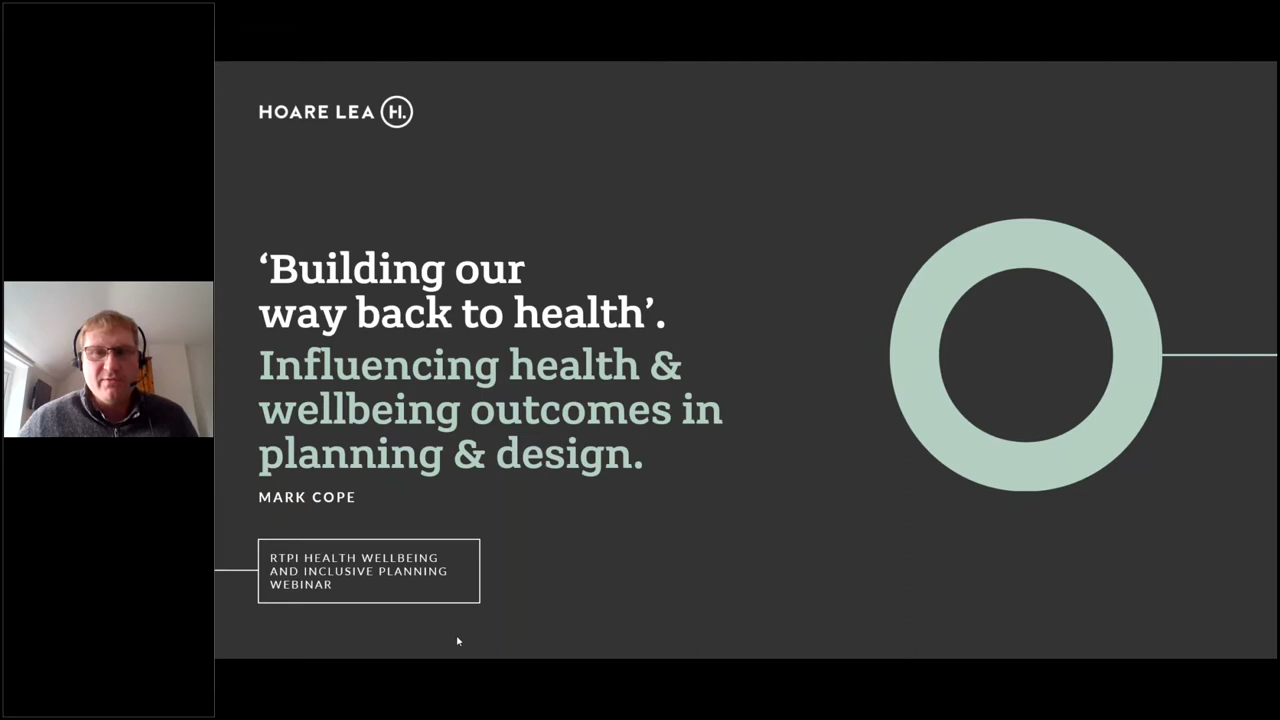 HOARE LEA H.
‘Building our
way back to health’.
Influencing health &
wellbeing outcomes in
planning & design.
MARK COPE
RTPI HEALTH WELLBEING
AND INCLUSIVE PLANNING
WEBINAR